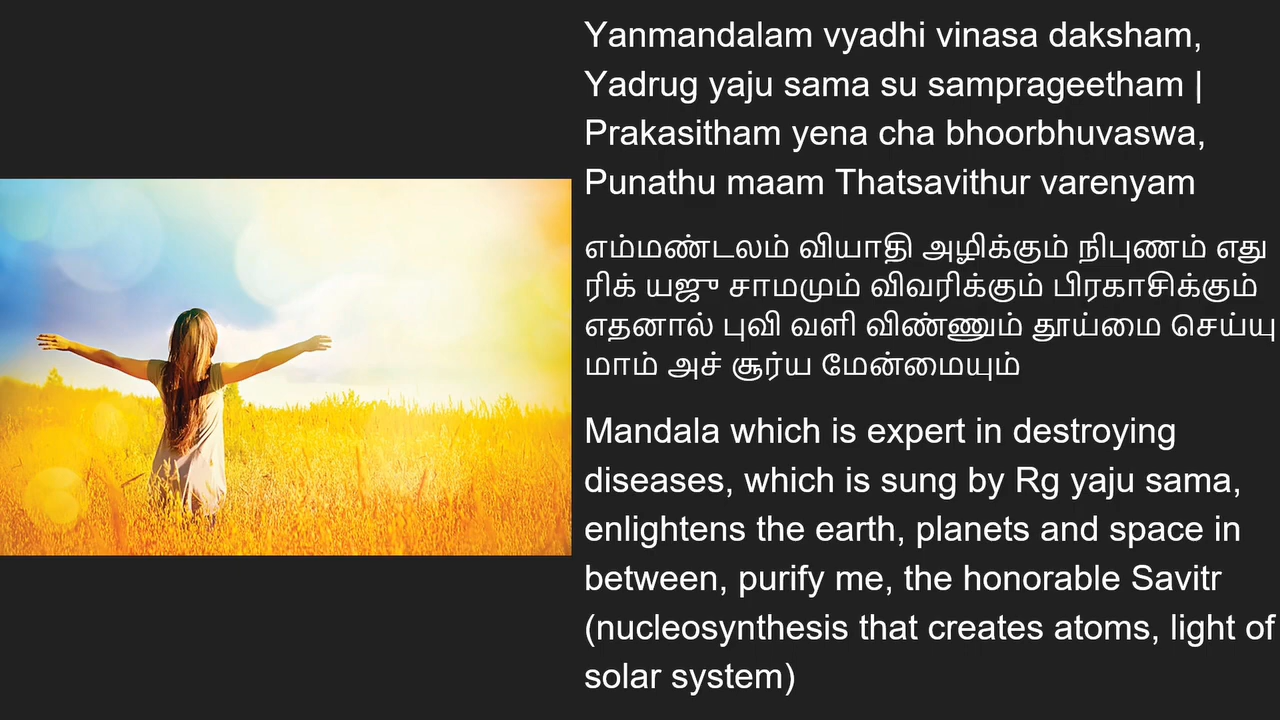 Yanmandalam vyadhi vinasa daksham,
Yadrug yaju sama su samprageetham |
Prakasitham yena cha bhoorbhuvaswa,
Punathu maam Thatsavithur varenyam
எம்மண்டலம் வியாதி அழிக்கும் நிபுணம் எது
ரிக் யஜு சாமமும் விவரிக்கும் பிரகாசிக்கும்
எதனால் புவி வளி விண்ணும் தூய்மை செய்யு
மாம் அச் சூர்ய மேன்மையும்
Mandala which is expert in destroying
diseases, which is sung by Rg yaju sama,
enlightens the earth, planets and space in
between, purify me, the honorable Savitr
(nucleosynthesis that creates atoms, light of
solar system)